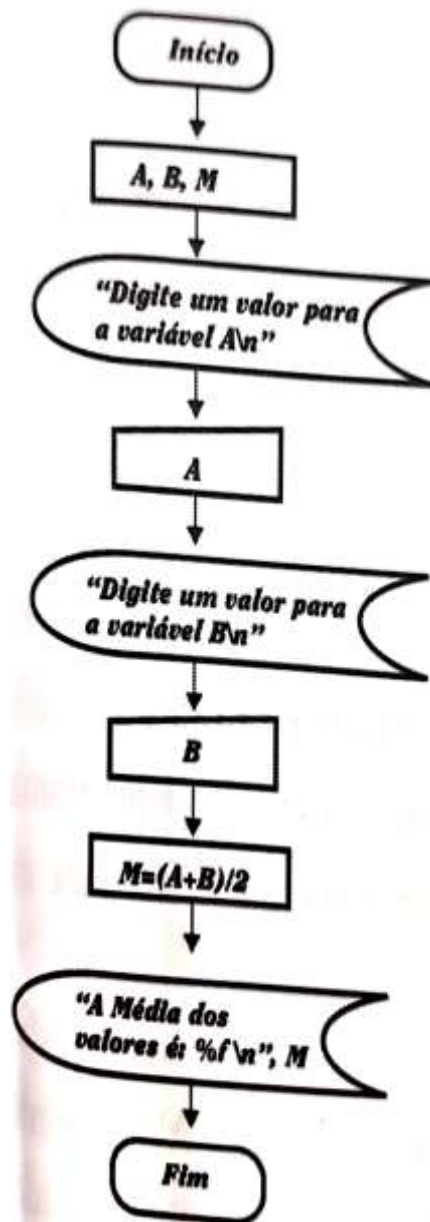 Início
A, B, M
“Digite um valor para
a variável A\n”
A
“Digite um valor para
a variável B\n”
B
M=(A+B)/2
“A Média dos
valores é: %f \n”, M
Fim